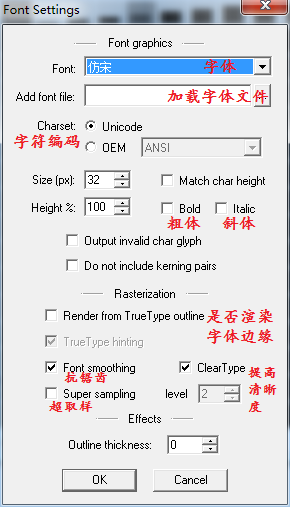 Font Settings
Font graphics
Font: 仿宋 字体
Add font file: 加载字体文件
Charset: Unicode
字符编码 OEM ANSI
Size (px): 32 Match char height
Height %: 100 Bold Italic
粗体 斜体
Output invalid char glyph
Do not include kerning pairs
Rasterization
Render from TrueType outline 是否渲染
字体边缘
TrueType hinting
Font smoothing ClearType 提高
抗锯齿 清晰
Super sampling level 2 度
超取样
Effects
Outline thickness: 0
OK Cancel